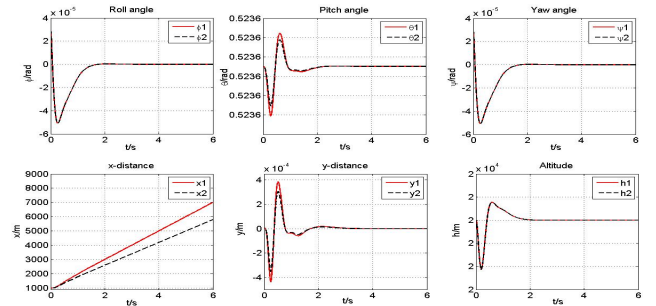 Roll angle
Pitch angle
Yaw angle
x 10⁻⁵
4
2
0
-2
-4
-6
ϕ/rad
0 2 4 6
t/s
ϕ1
ϕ2
0.5236
0.5236
0.5236
0.5236
0.5236
0.5236
θ/rad
0 2 4 6
t/s
θ1
θ2
x 10⁻⁵
4
2
0
-2
-4
-6
ψ/rad
0 2 4 6
t/s
ψ1
ψ2
x-distance
y-distance
Altitude
9000
8000
7000
6000
5000
4000
3000
2000
1000
x/m
0 2 4 6
t/s
x1
x2
x 10⁻⁴
4
2
0
-2
-4
y/m
0 2 4 6
t/s
y1
y2
x 10⁴
2
2
2
2
2
2
2
h/m
0 2 4 6
t/s
h1
h2